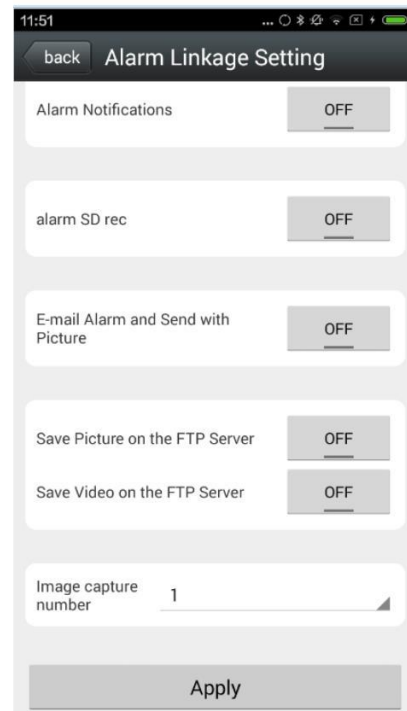 11:51 ...
back Alarm Linkage Setting
Alarm Notifications OFF
alarm SD rec OFF
E-mail Alarm and Send with
Picture OFF
Save Picture on the FTP Server OFF
Save Video on the FTP Server OFF
Image capture
number 1
Apply